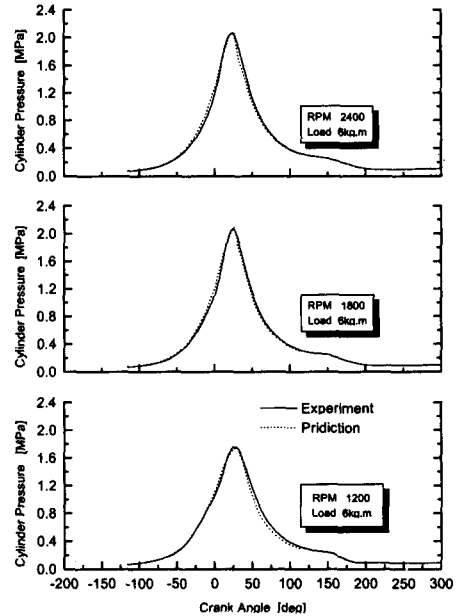 2.4
2.0
1.6
1.2
0.8
0.4
0.0
Cylinder Pressure [MPa]
RPM 2400
Load 6kg.m
2.4
2.0
1.6
1.2
0.8
0.4
0.0
Cylinder Pressure [MPa]
RPM 1800
Load 6kg.m
2.4
2.0
1.6
1.2
0.8
0.4
0.0
Cylinder Pressure [MPa]
Experiment
Pridiction
RPM 1200
Load 6kg.m
-200 -150 -100 -50 0 50 100 150 200 250 300
Crank Angle [deg]